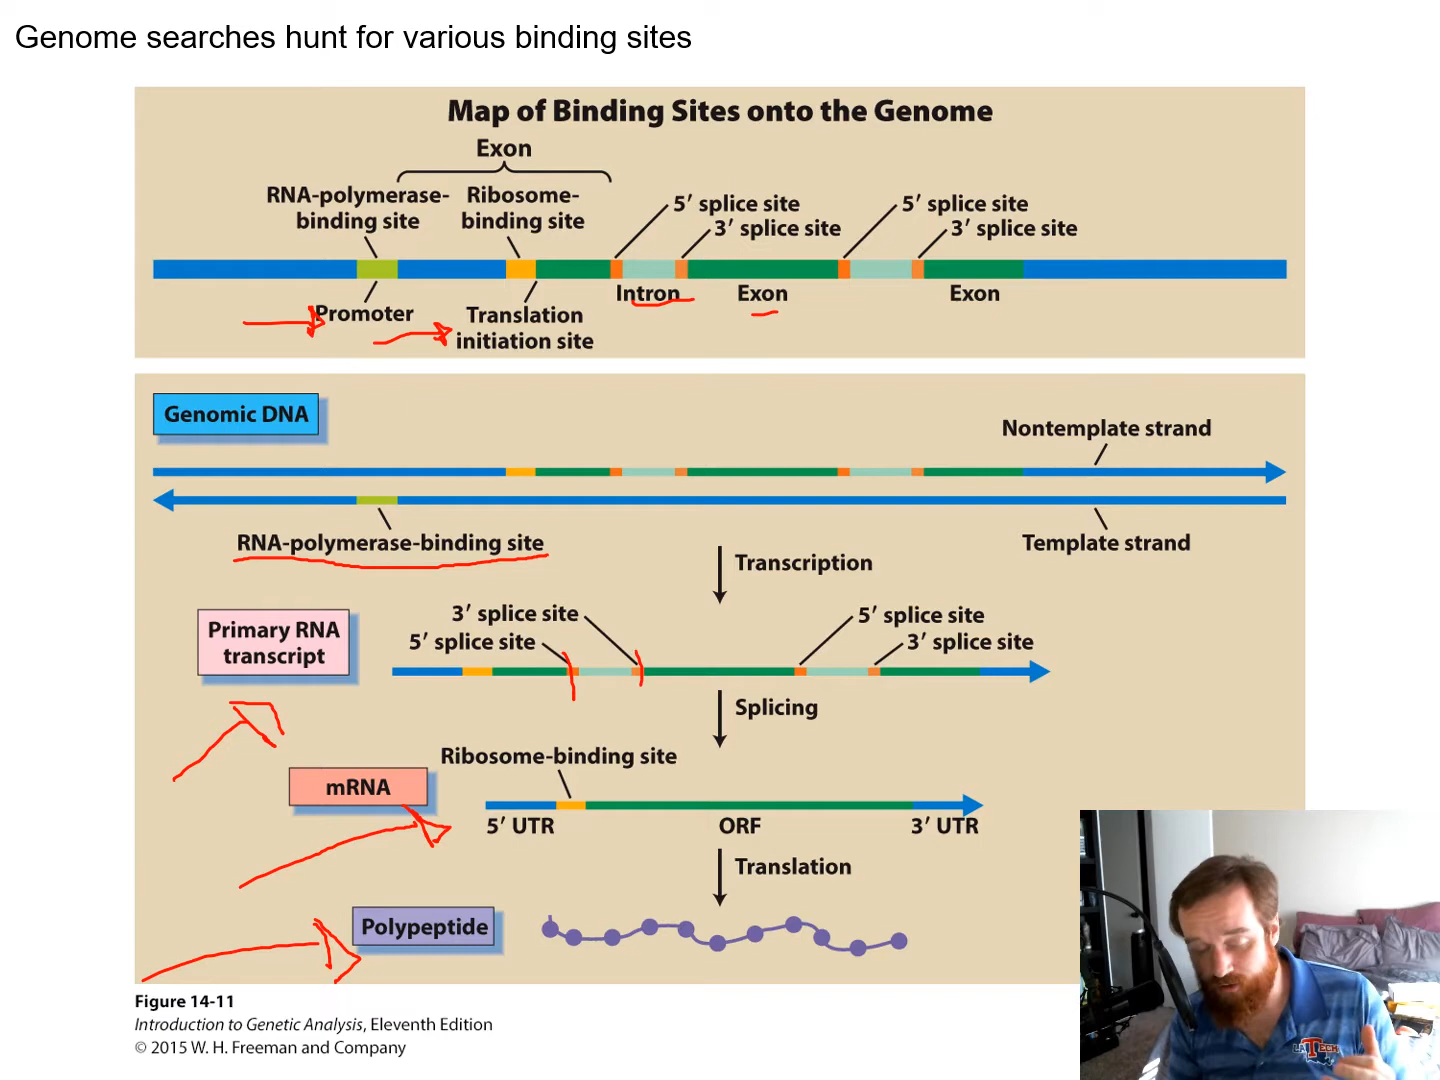 Genome searches hunt for various binding sites
Map of Binding Sites onto the Genome
Exon
RNA-polymerase-
binding site
Ribosome-
binding site
5′ splice site
3′ splice site
5′ splice site
3′ splice site
Promoter
Translation
initiation site
Intron
Exon
Exon
Genomic DNA
Nontemplate strand
RNA-polymerase-binding site
Template strand
Transcription
Primary RNA
transcript
3′ splice site
5′ splice site
5′ splice site
3′ splice site
Splicing
Ribosome-binding site
mRNA
5′ UTR
ORF
3′ UTR
Translation
Polypeptide
Figure 14-11
Introduction to Genetic Analysis, Eleventh Edition
© 2015 W. H. Freeman and Company
LA TECH